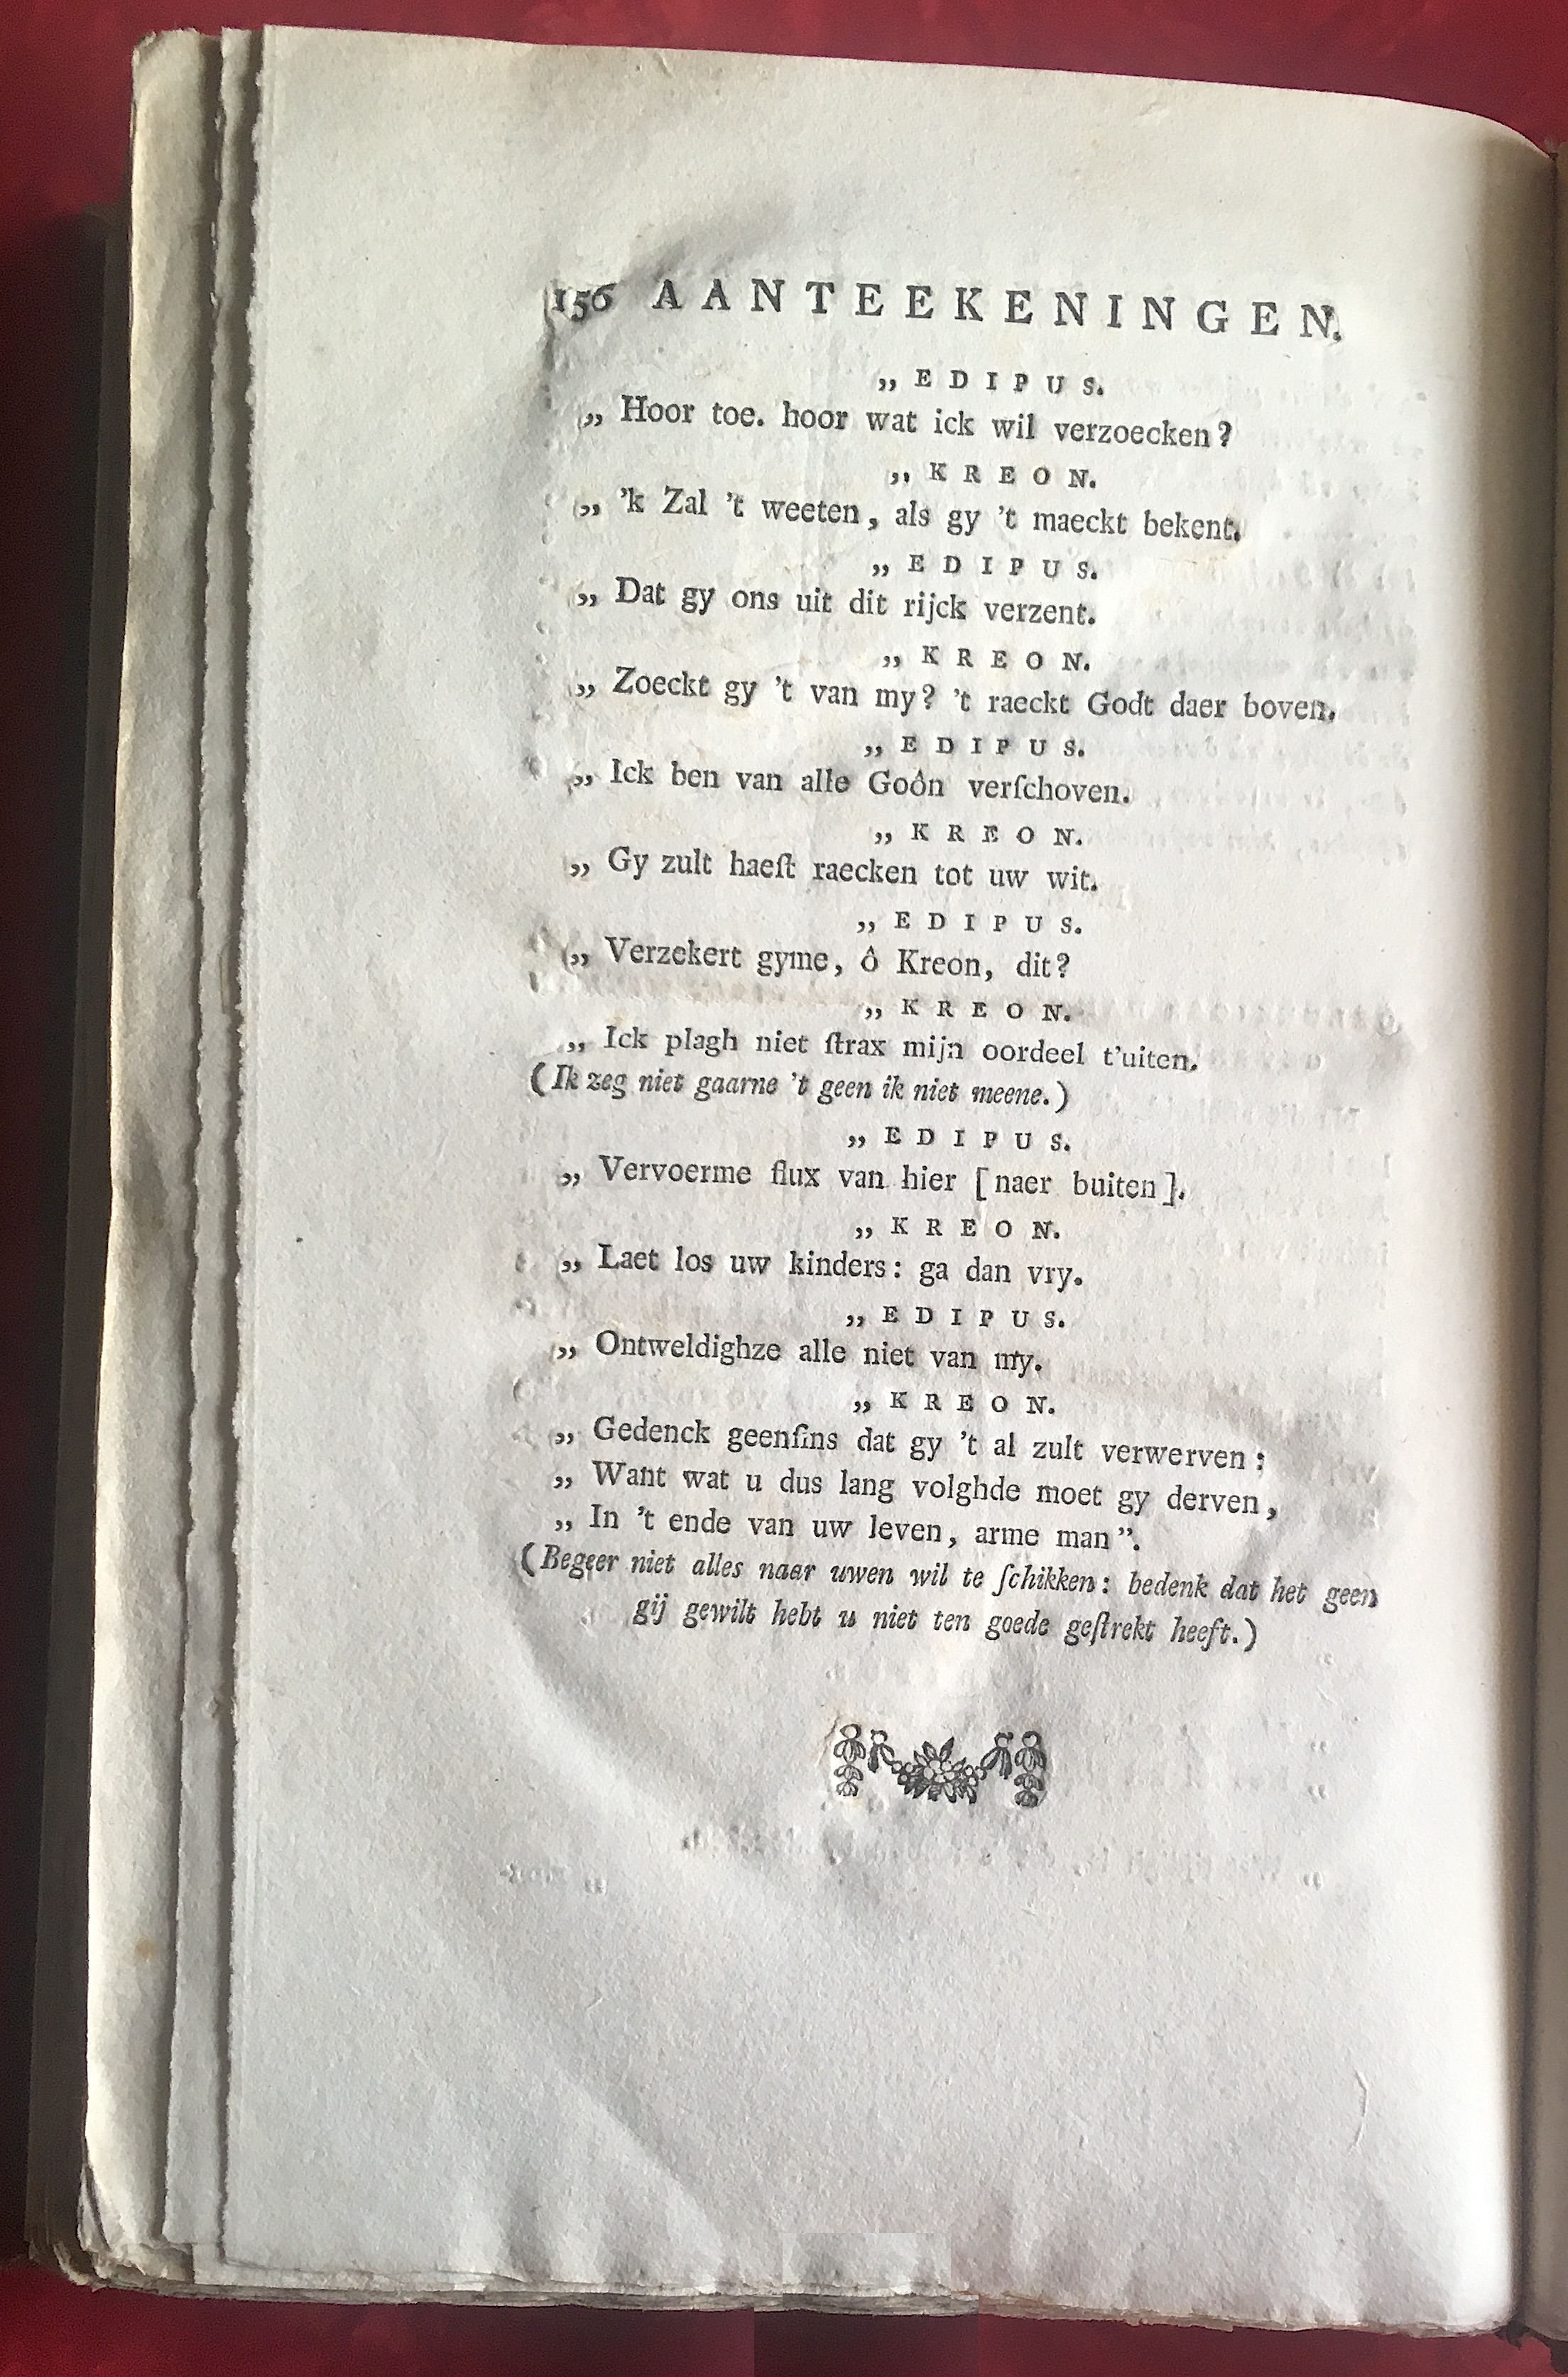 156 AANTEEKENINGEN.
„ EDIPUS.
„ Hoor toe. hoor wat ick wil verzoecken?
„ KREON.
„ 'k Zal 't weeten, als gy 't maeckt bekent.
„ EDIPUS.
„ Dat gy ons uit dit rijck verzent.
„ KREON.
„ Zoeckt gy 't van my? 't raeckt Godt daer boven.
„ EDIPUS.
„ Ick ben van alle Goôn verſchoven.
„ KREON.
„ Gy zult haeſt raecken tot uw wit.
„ EDIPUS.
„ Verzekert gyme, ô Kreon, dit?
„ KREON.
„ Ick plagh niet ſtrax mijn oordeel t'uiten.
(Ik zeg niet gaarne 't geen ik niet meene.)
„ EDIPUS.
„ Vervoerme flux van hier [naer buiten].
„ KREON.
„ Laet los uw kinders: ga dan vry.
„ EDIPUS.
„ Ontweldighze alle niet van my.
„ KREON.
„ Gedenck geenſins dat gy 't al zult verwerven:
„ Want wat u dus lang volghde moet gy derven,
„ In 't ende van uw leven, arme man”.
(Begeer niet alles naar uwen wil te ſchikken: bedenk dat het geen
gij gewilt hebt u niet ten goede geſtrekt heeft.)